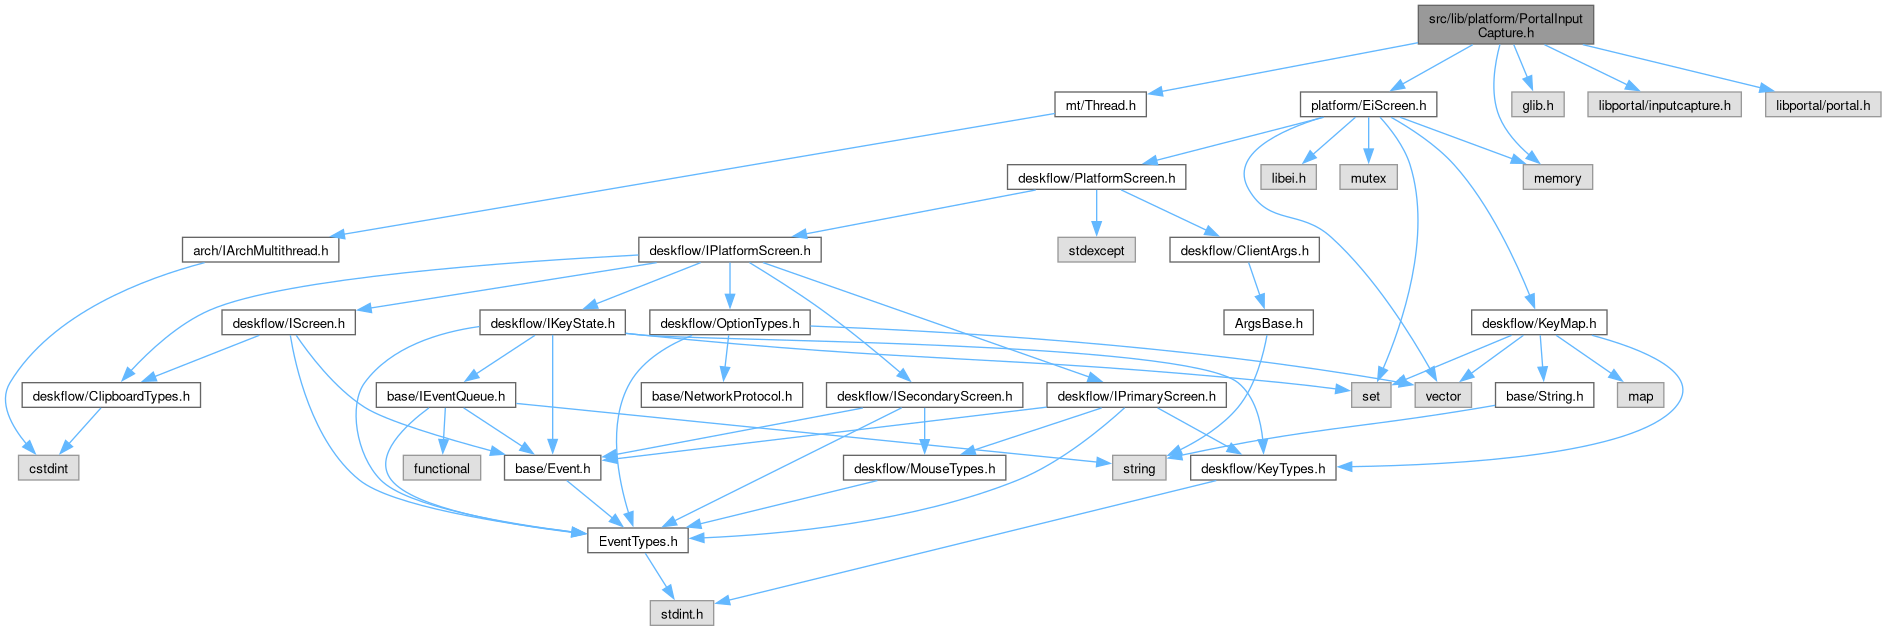 src/lib/platform/PortalInput
Capture.h
mt/Thread.h
platform/EiScreen.h
glib.h
libportal/inputcapture.h
libportal/portal.h
deskflow/PlatformScreen.h
libei.h
mutex
memory
arch/IArchMultithread.h
deskflow/IPlatformScreen.h
stdexcept
deskflow/ClientArgs.h
deskflow/IScreen.h
deskflow/IKeyState.h
deskflow/OptionTypes.h
ArgsBase.h
deskflow/KeyMap.h
deskflow/ClipboardTypes.h
base/IEventQueue.h
base/NetworkProtocol.h
deskflow/ISecondaryScreen.h
deskflow/IPrimaryScreen.h
set
vector
base/String.h
map
cstdint
functional
base/Event.h
deskflow/MouseTypes.h
string
deskflow/KeyTypes.h
EventTypes.h
stdint.h